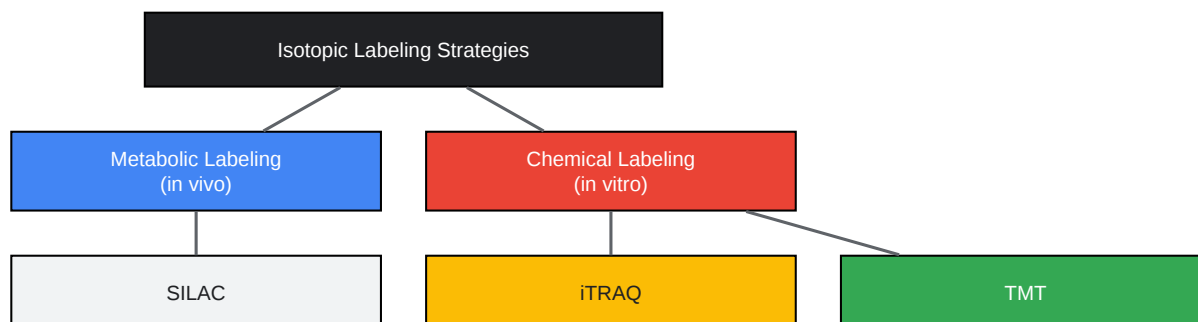 Isotopic Labeling Strategies
Metabolic Labeling
(in vivo)
Chemical Labeling
(in vitro)
SILAC
iTRAQ
TMT